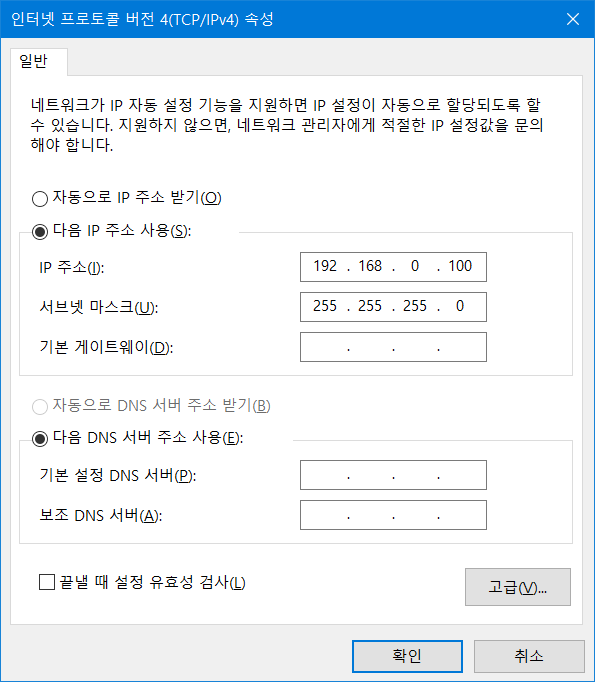 인터넷 프로토콜 버전 4(TCP/IPv4) 속성
일반
네트워크가 IP 자동 설정 기능을 지원하면 IP 설정이 자동으로 할당되도록 할
수 있습니다. 지원하지 않으면, 네트워크 관리자에게 적절한 IP 설정값을 문의
해야 합니다.
자동으로 IP 주소 받기(O)
다음 IP 주소 사용(S):
IP 주소(I): 192 . 168 . 0 . 100
서브넷 마스크(U): 255 . 255 . 255 . 0
기본 게이트웨이(D): . . .
자동으로 DNS 서버 주소 받기(B)
다음 DNS 서버 주소 사용(E):
기본 설정 DNS 서버(P): . . .
보조 DNS 서버(A): . . .
끝낼 때 설정 유효성 검사(L)
고급(V)...
확인
취소